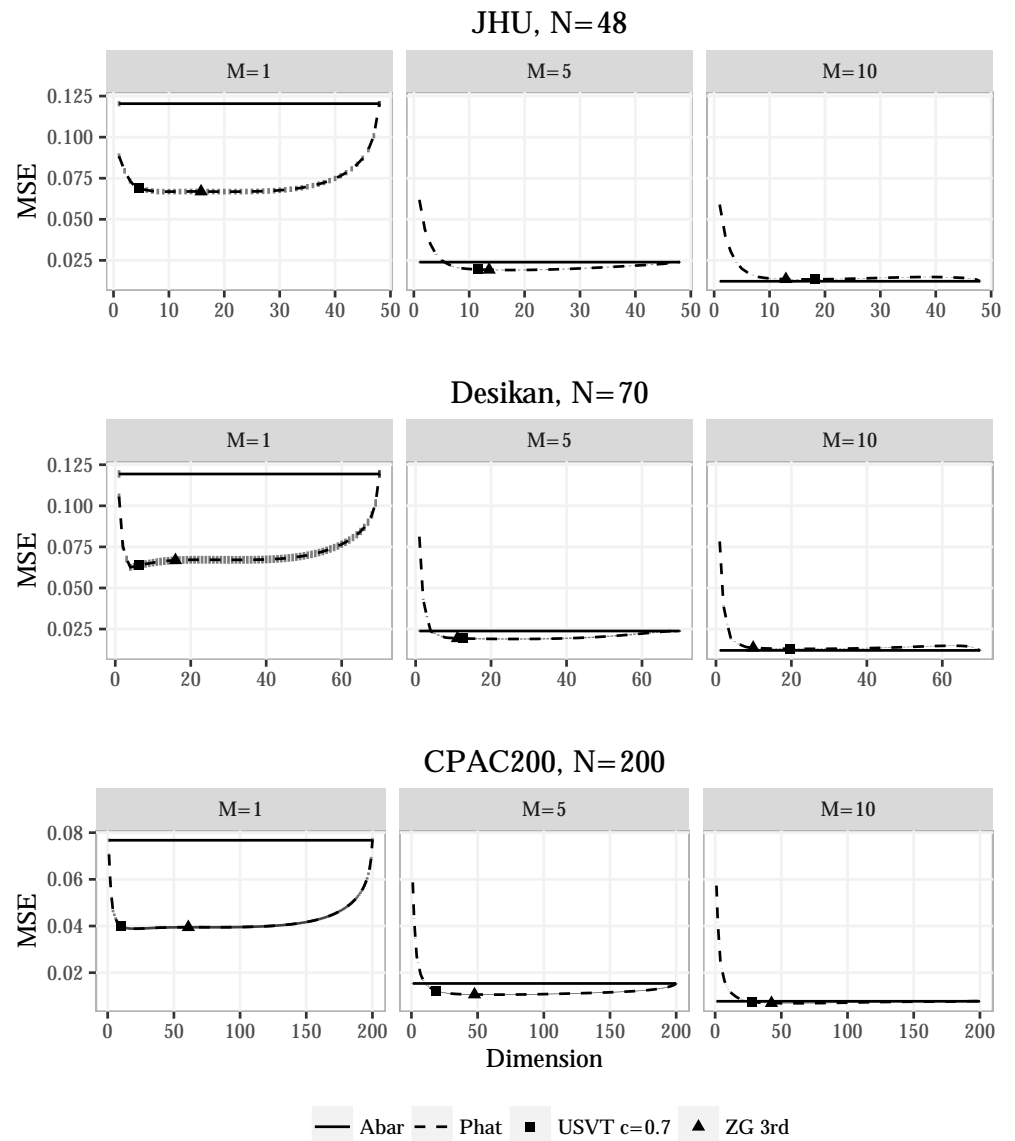 JHU, N=48
M=1 M=5 M=10
MSE
0.125
0.100
0.075
0.050
0.025
0 10 20 30 40 50 0 10 20 30 40 50 0 10 20 30 40 50
Desikan, N=70
M=1 M=5 M=10
MSE
0.125
0.100
0.075
0.050
0.025
0 20 40 60 0 20 40 60 0 20 40 60
CPAC200, N=200
M=1 M=5 M=10
MSE
0.08
0.06
0.04
0.02
0 50 100 150 200 0 50 100 150 200 0 50 100 150 200
Dimension
Abar Phat USVT c=0.7 ZG 3rd